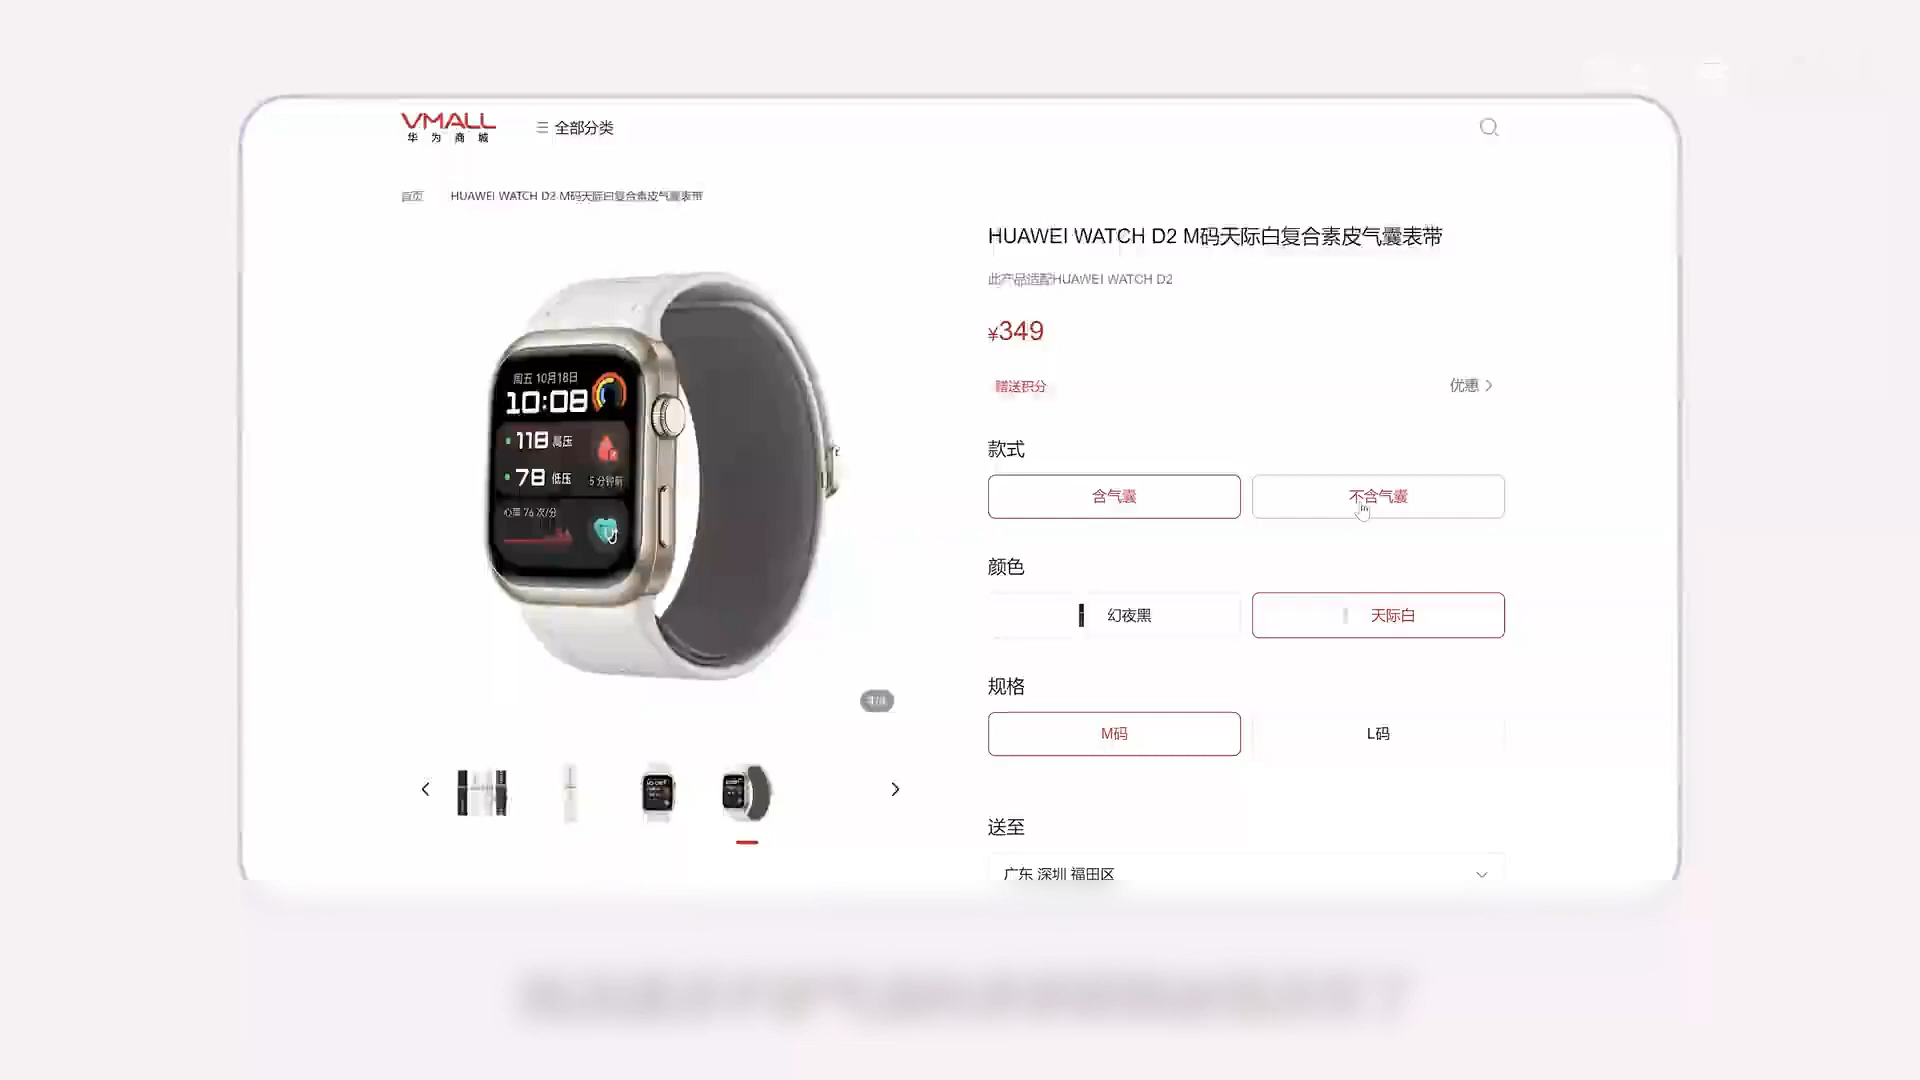 VMALL
华为商城
全部分类
首页
HUAWEI WATCH D2 M码天际白复合素皮气囊表带
HUAWEI WATCH D2 M码天际白复合素皮气囊表带
此产品适配HUAWEI WATCH D2
¥349
赠送积分
优惠
款式
含气囊
不含气囊
颜色
幻夜黑
天际白
规格
M码
L码
送至
广东 深圳 福田区
周五 10月18日
10:08
118 高压
78 低压
5 分钟前
心率 76 次/分